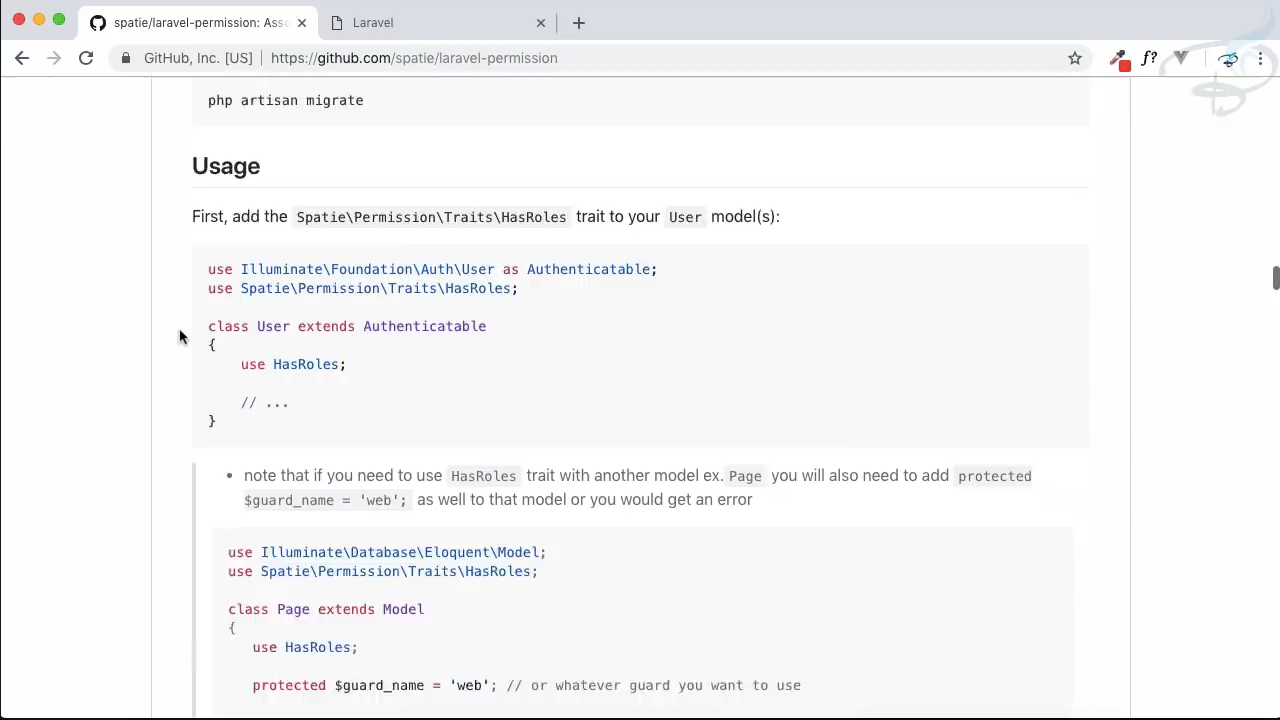 spatie/laravel-permission: Asso
Laravel
GitHub, Inc. [US]
https://github.com/spatie/laravel-permission
f?
php artisan migrate
Usage
First, add the Spatie\Permission\Traits\HasRoles trait to your User model(s):
use Illuminate\Foundation\Auth\User as Authenticatable;
use Spatie\Permission\Traits\HasRoles;
class User extends Authenticatable
{
use HasRoles;
// ...
}
note that if you need to use HasRoles trait with another model ex. Page you will also need to add protected
$guard_name = 'web'; as well to that model or you would get an error
use Illuminate\Database\Eloquent\Model;
use Spatie\Permission\Traits\HasRoles;
class Page extends Model
{
use HasRoles;
protected $guard_name = 'web'; // or whatever guard you want to use